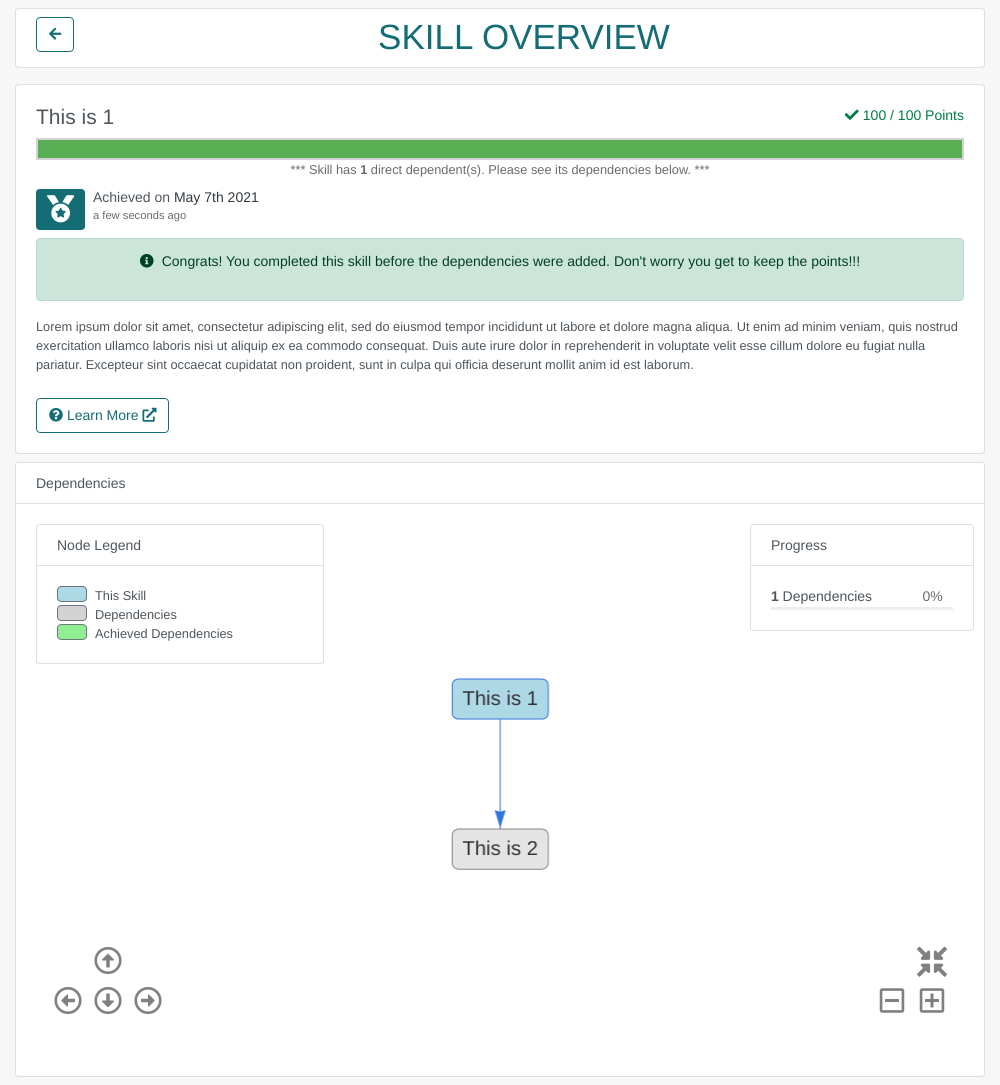 SKILL OVERVIEW
This is 1
100 / 100 Points
*** Skill has 1 direct dependent(s). Please see its dependencies below. ***
Achieved on May 7th 2021
a few seconds ago
Congrats! You completed this skill before the dependencies were added. Don't worry you get to keep the points!!!
Lorem ipsum dolor sit amet, consectetur adipiscing elit, sed do eiusmod tempor incididunt ut labore et dolore magna aliqua. Ut enim ad minim veniam, quis nostrud
exercitation ullamco laboris nisi ut aliquip ex ea commodo consequat. Duis aute irure dolor in reprehenderit in voluptate velit esse cillum dolore eu fugiat nulla
pariatur. Excepteur sint occaecat cupidatat non proident, sunt in culpa qui officia deserunt mollit anim id est laborum.
Learn More
Dependencies
Node Legend
This Skill
Dependencies
Achieved Dependencies
Progress
1 Dependencies 0%
This is 1
This is 2